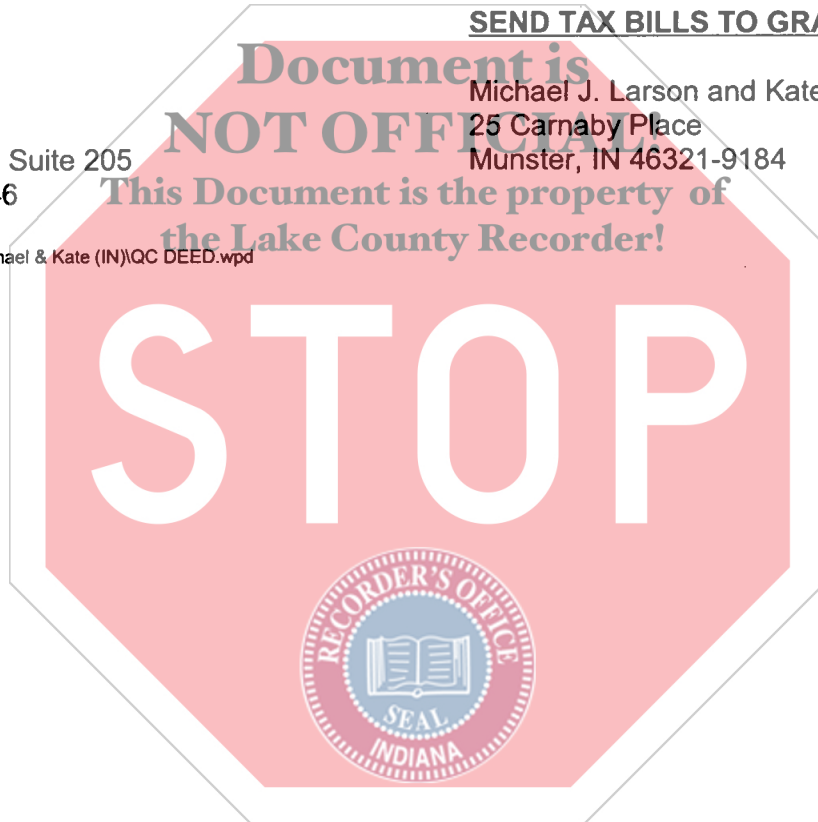 SEND TAX BILLS TO GRA
Document is
NOT OFFICIAL!
This Document is the property of
the Lake County Recorder!
Michael J. Larson and Kate
25 Carnaby Place
Munster, IN 46321-9184
Suite 205
6
ael & Kate (IN)\QC DEED.wpd
STOP
RECORDER'S OFFICE
SEAL
INDIANA